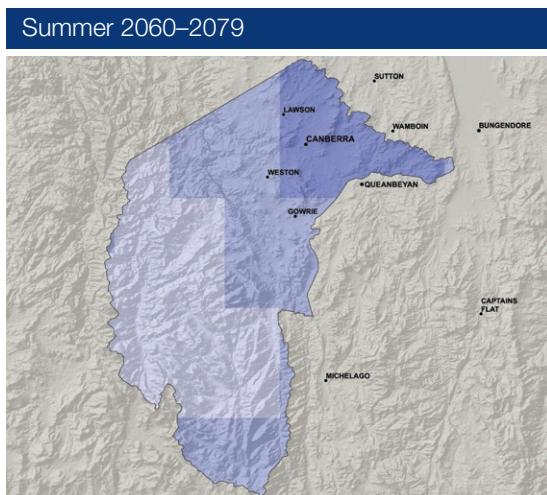 Summer 2060–2079
SUTTON
LAWSON
WAMBOIN
BUNGENDORE
CANBERRA
WESTON
QUEANBEYAN
GOWRIE
CAPTAINS
FLAT
MICHELAGO